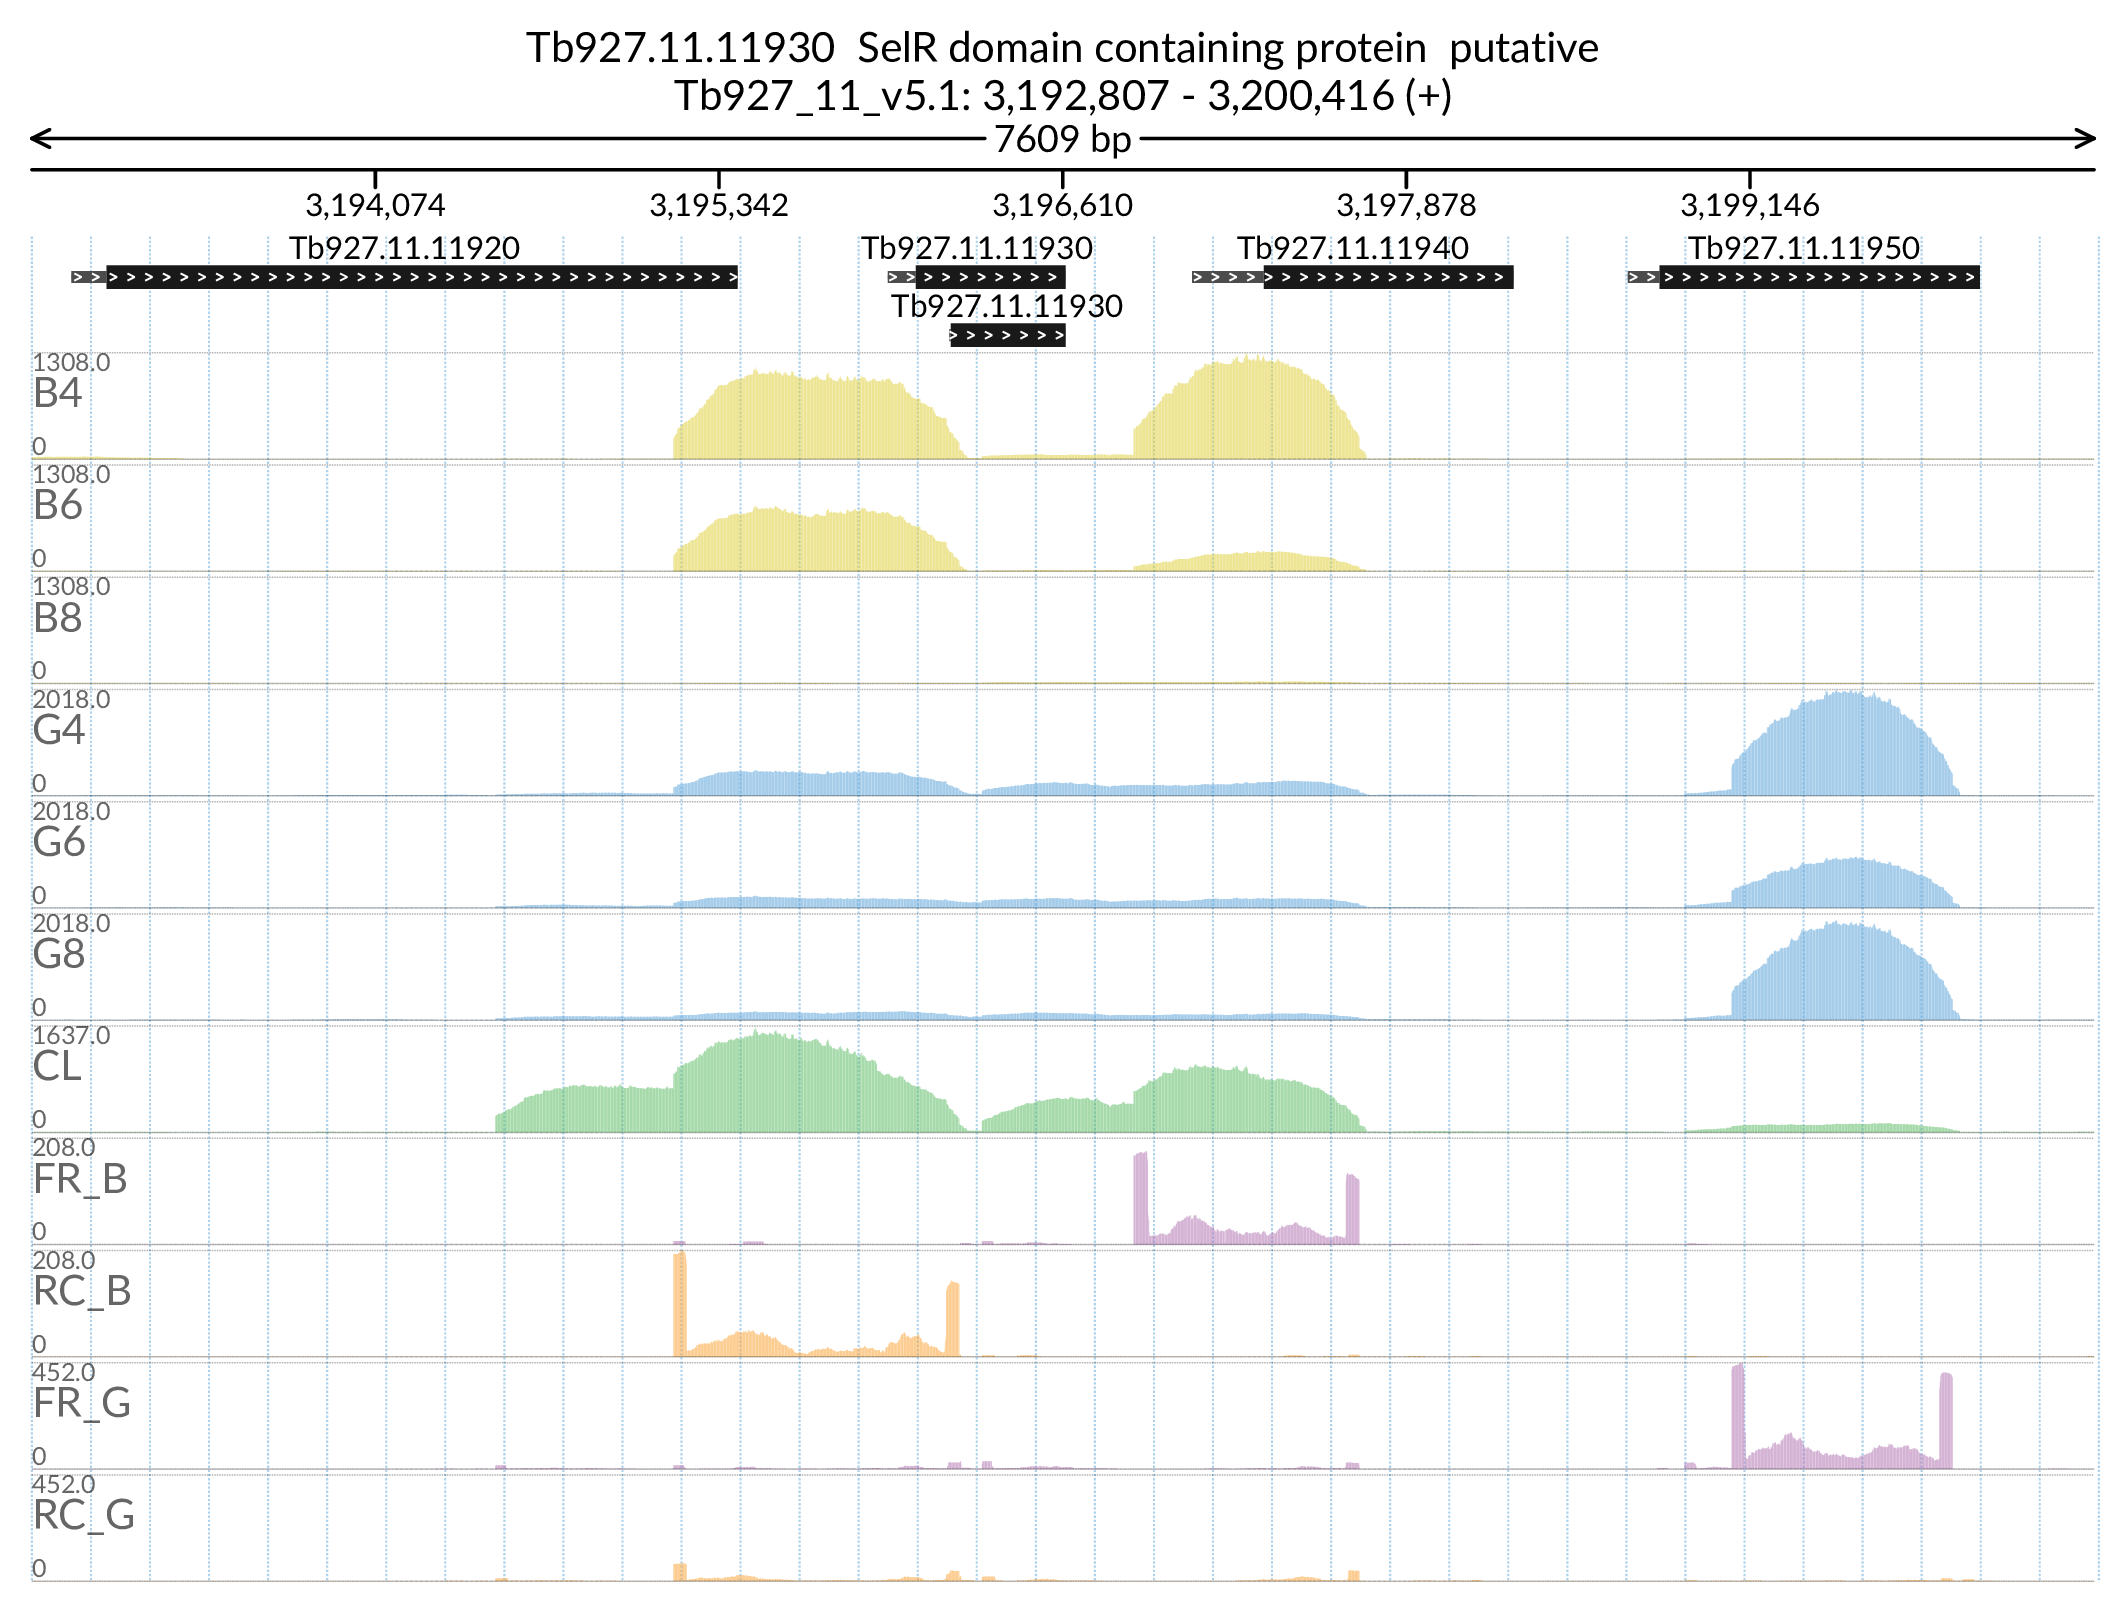 Tb927.11.11930 SelR domain containing protein putative
Tb927_11_v5.1: 3,192,807 - 3,200,416 (+)
7609 bp
3,194,074 3,195,342 3,196,610 3,197,878 3,199,146
Tb927.11.11920 Tb927.11.11930 Tb927.11.11940 Tb927.11.11950
Tb927.11.11930
1308.0
B4
0
1308.0
B6
0
1308.0
B8
0
2018.0
G4
0
2018.0
G6
0
2018.0
G8
0
1637.0
CL
0
208.0
FR_B
0
208.0
RC_B
0
452.0
FR_G
0
452.0
RC_G
0